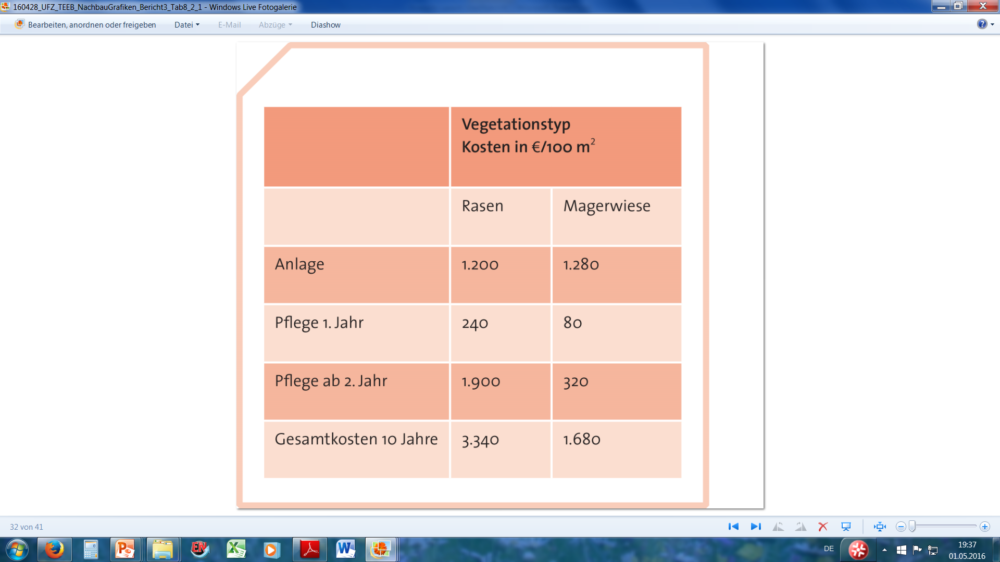 160428_UFZ_TEEB_NachbauGrafiken_Bericht3_Tab8_2_1 - Windows Live Fotogalerie
Bearbeiten, anordnen oder freigeben Datei E-Mail Abzüge Diashow
Vegetationstyp
Kosten in €/100 m²
Rasen Magerwiese
Anlage 1.200 1.280
Pflege 1. Jahr 240 80
Pflege ab 2. Jahr 1.900 320
Gesamtkosten 10 Jahre 3.340 1.680
32 von 41
DE
19:37
01.05.2016